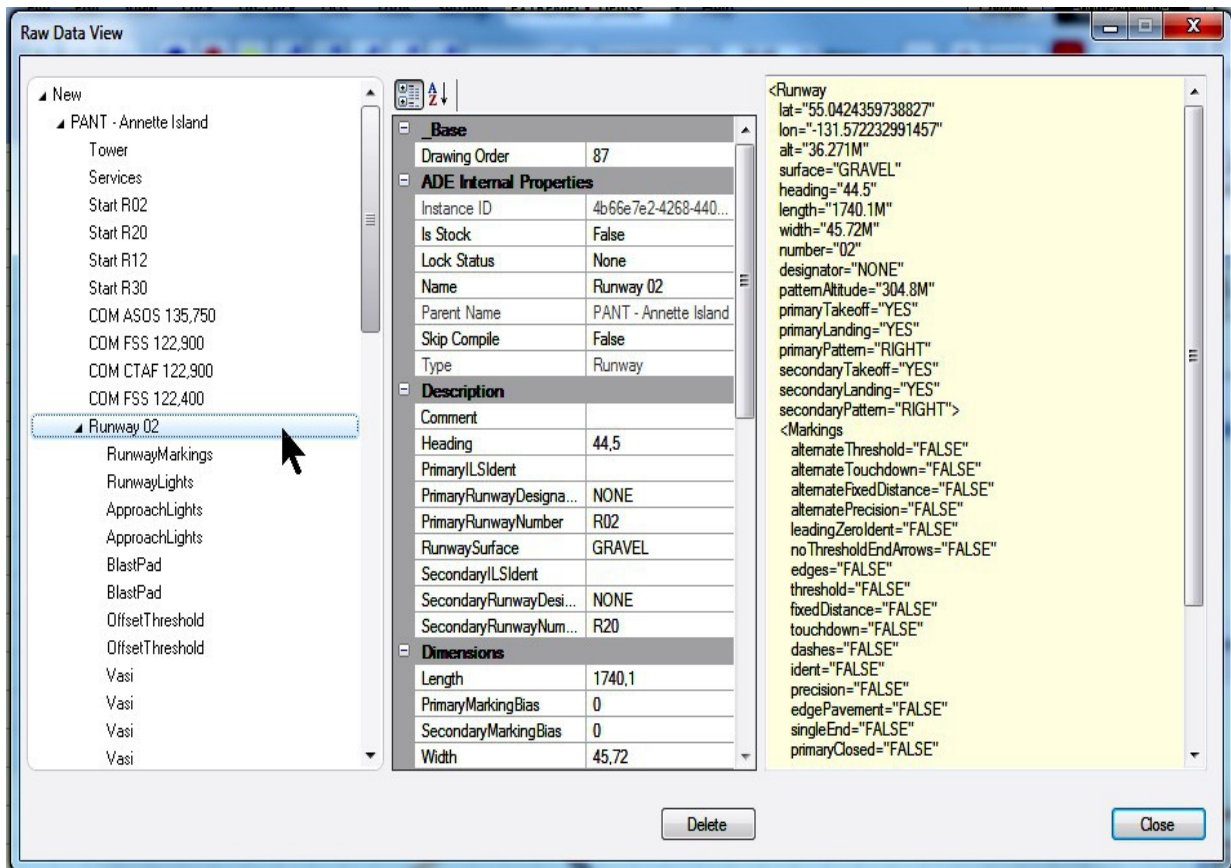 Raw Data View
New
PANT - Annette Island
Tower
Services
Start R02
Start R20
Start R12
Start R30
COM ASOS 135,750
COM FSS 122,900
COM CTAF 122,900
COM FSS 122,400
Runway 02
RunwayMarkings
RunwayLights
ApproachLights
ApproachLights
BlastPad
BlastPad
OffsetThreshold
OffsetThreshold
Vasi
Vasi
Vasi
Vasi
_Base
Drawing Order 87
ADE Internal Properties
Instance ID 4b66e7e2-4268-440...
Is Stock False
Lock Status None
Name Runway 02
Parent Name PANT - Annette Island
Skip Compile False
Type Runway
Description
Comment
Heading 44,5
PrimaryILSIdent
PrimaryRunwayDesigna... NONE
PrimaryRunwayNumber R02
RunwaySurface GRAVEL
SecondaryILSIdent
SecondaryRunwayDesi... NONE
SecondaryRunwayNum... R20
Dimensions
Length 1740,1
PrimaryMarkingBias 0
SecondaryMarkingBias 0
Width 45,72
<Runway
lat="55.0424359738827"
lon="-131.572232991457"
alt="36.271M"
surface="GRAVEL"
heading="44.5"
length="1740.1M"
width="45.72M"
number="02"
designator="NONE"
patternAltitude="304.8M"
primaryTakeoff="YES"
primaryLanding="YES"
primaryPattern="RIGHT"
secondaryTakeoff="YES"
secondaryLanding="YES"
secondaryPattern="RIGHT">
<Markings
alternateThreshold="FALSE"
alternateTouchdown="FALSE"
alternateFixedDistance="FALSE"
alternatePrecision="FALSE"
leadingZeroIdent="FALSE"
noThresholdEndArrows="FALSE"
edges="FALSE"
threshold="FALSE"
fixedDistance="FALSE"
touchdown="FALSE"
dashes="FALSE"
ident="FALSE"
precision="FALSE"
edgePavement="FALSE"
singleEnd="FALSE"
primaryClosed="FALSE"
Delete
Close